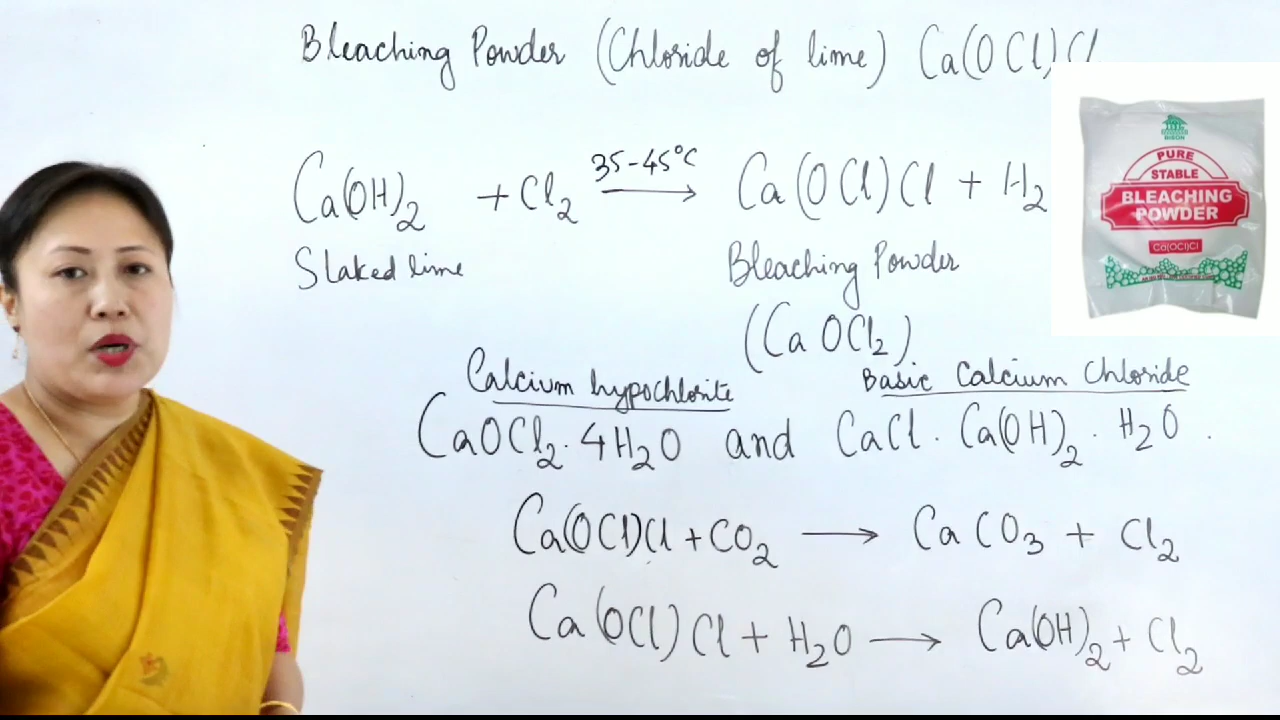 Bleaching Powder (Chloride of lime) Ca(OCl)Cl
Ca(OH)2 + Cl2 35-45°C → Ca(OCl)Cl + H2
Slaked lime
Bleaching Powder
(CaOCl2)
Calcium hypochlorite
Basic Calcium Chloride
CaOCl2·4H2O and CaCl·Ca(OH)2·H2O.
Ca(OCl)Cl + CO2 → CaCO3 + Cl2
Ca(OCl)Cl + H2O → Ca(OH)2 + Cl2
PURE
STABLE
BLEACHING
POWDER
Ca(OCl)Cl